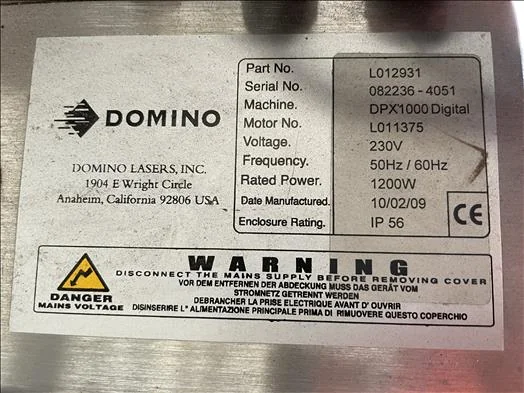 DOMINO
DOMINO LASERS, INC.
1904 E Wright Circle
Anaheim, California 92806 USA
Part No. L012931
Serial No. 082236 - 4051
Machine. DPX1000 Digital
Motor No. L011375
Voltage. 230V
Frequency. 50Hz / 60Hz
Rated Power. 1200W
Date Manufactured. 10/02/09
Enclosure Rating. IP 56
CE
DANGER
MAINS VOLTAGE
WARNING
DISCONNECT THE MAINS SUPPLY BEFORE REMOVING COVER
VOR DEM ENTFERNEN DER ABDECKUNG MUSS DAS GERÄT VOM
STROMNETZ GETRENNT WERDEN
DEBRANCHER LA PRISE ELECTRIQUE AVANT D' OUVRIR
DISINSERIRE L" ALIMENTAZIONE PRINCIPALE PRIMA DI RIMUOVERE QUESTO COPERCHIO